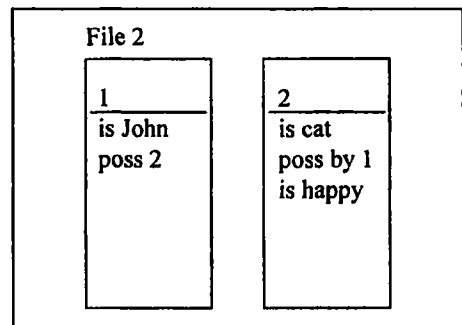 File 2
1
is John
poss 2
2
is cat
poss by 1
is happy